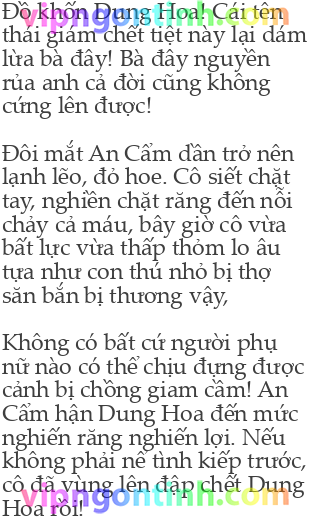 Đồ khốn Dung Hoa! Cái tên
thái giám chết tiệt này lại dám
lừa bà đây! Bà đây nguyền
rủa anh cả đời cũng không
cứng lên được!
Đôi mắt An Cẩm dần trở nên
lạnh lẽo, đỏ hoe. Cô siết chặt
tay, nghiền chặt răng đến nỗi
chảy cả máu, bây giờ cô vừa
bất lực vừa thấp thỏm lo âu
tựa như con thú nhỏ bị thợ
săn bắn bị thương vậy,
Không có bất cứ người phụ
nữ nào có thể chịu đựng được
cảnh bị chồng giam cầm! An
Cẩm hận Dung Hoa đến mức
nghiến răng nghiến lợi. Nếu
không phải nể tình kiếp trước,
cô đã vùng lên đập chết Dung
Hoa rồi!
vipngontinh.com
vipngontinh.com